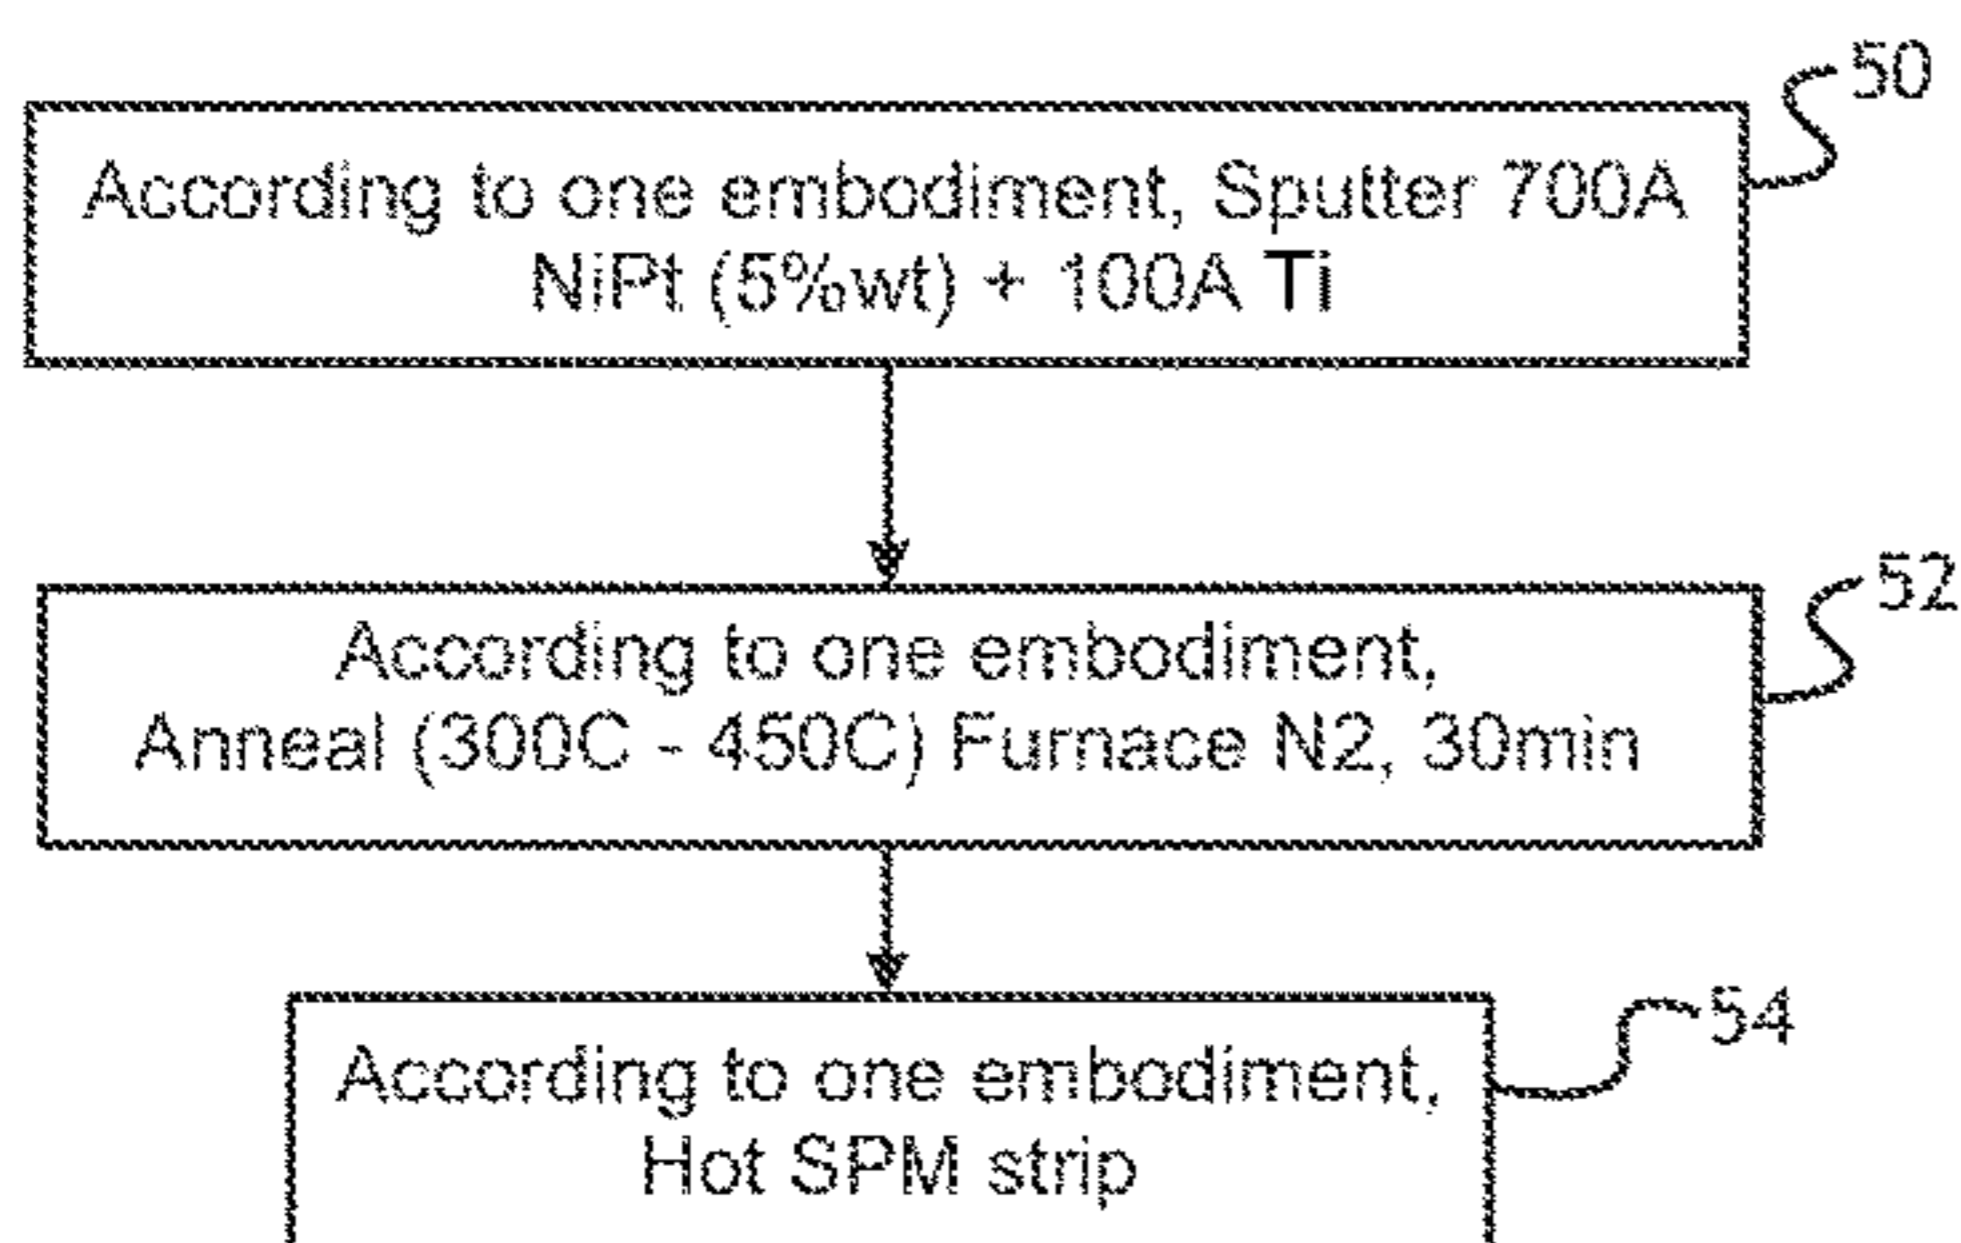 50
According to one embodiment, Sputter 700A
NiPt (5%wt) + 100A Ti
52
According to one embodiment,
Anneal (300C - 450C) Furnace N2, 30min
54
According to one embodiment,
Hot SPM strip